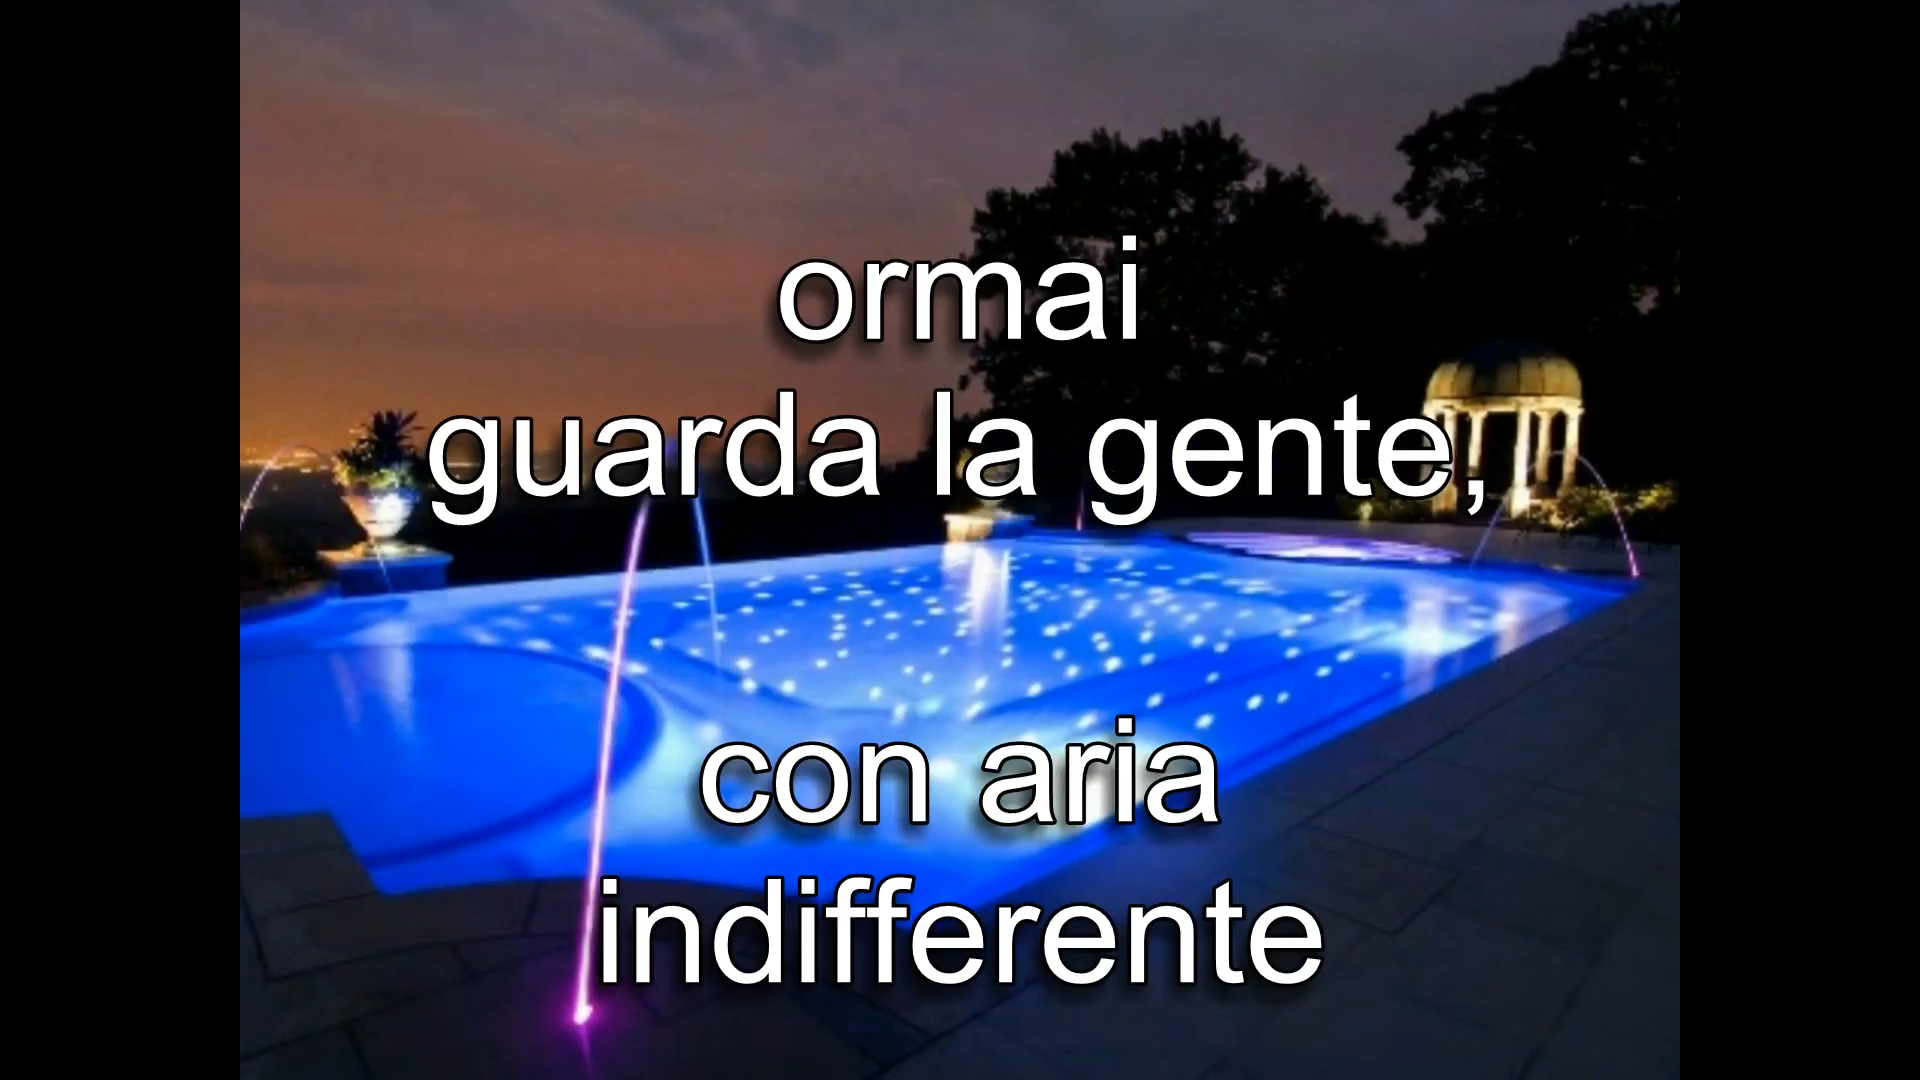 ormai
guarda la gente,
con aria
indifferente